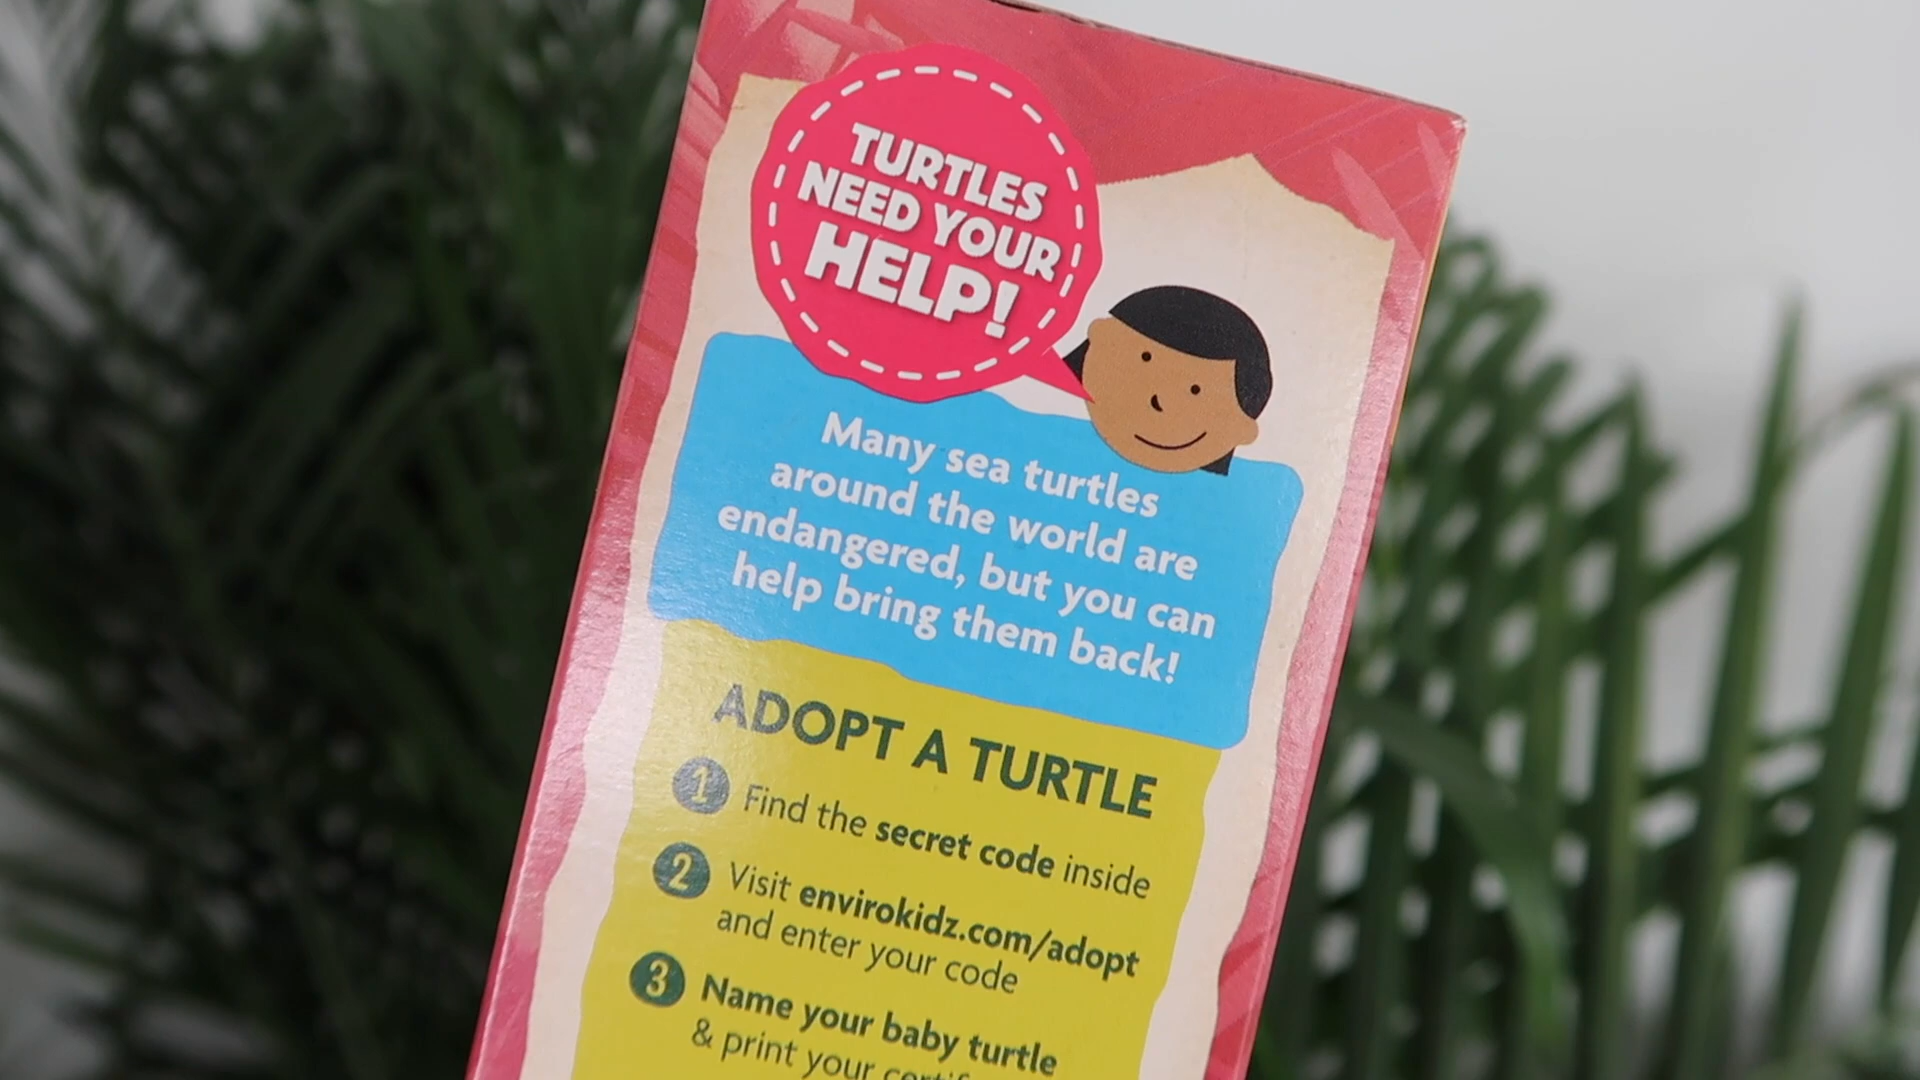 TURTLES
NEED YOUR
HELP!
Many sea turtles
around the world are
endangered, but you can
help bring them back!
ADOPT A TURTLE
1 Find the secret code inside
2 Visit envirokidz.com/adopt
and enter your code
3 Name your baby turtle
& print your